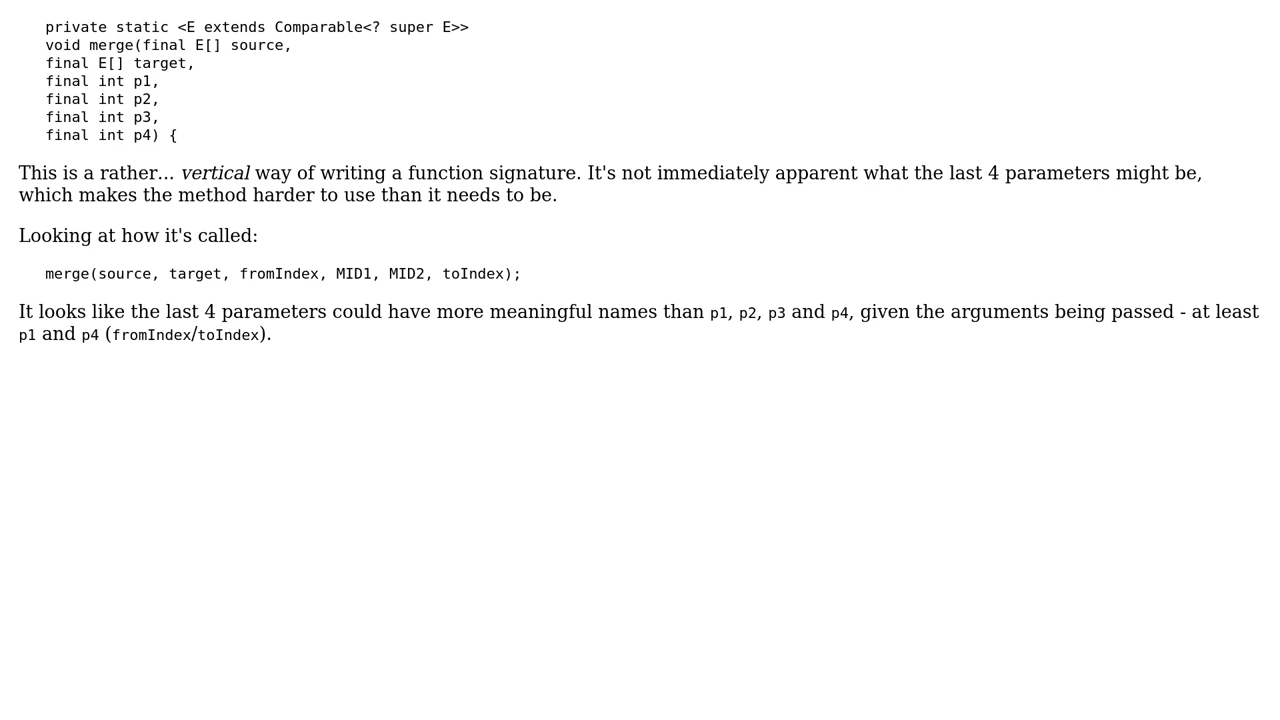 private static <E extends Comparable<? super E>>
void merge(final E[] source,
final E[] target,
final int p1,
final int p2,
final int p3,
final int p4) {
This is a rather... vertical way of writing a function signature. It's not immediately apparent what the last 4 parameters might be,
which makes the method harder to use than it needs to be.
Looking at how it's called:
merge(source, target, fromIndex, MID1, MID2, toIndex);
It looks like the last 4 parameters could have more meaningful names than p1, p2, p3 and p4, given the arguments being passed - at least
p1 and p4 (fromIndex/toIndex).